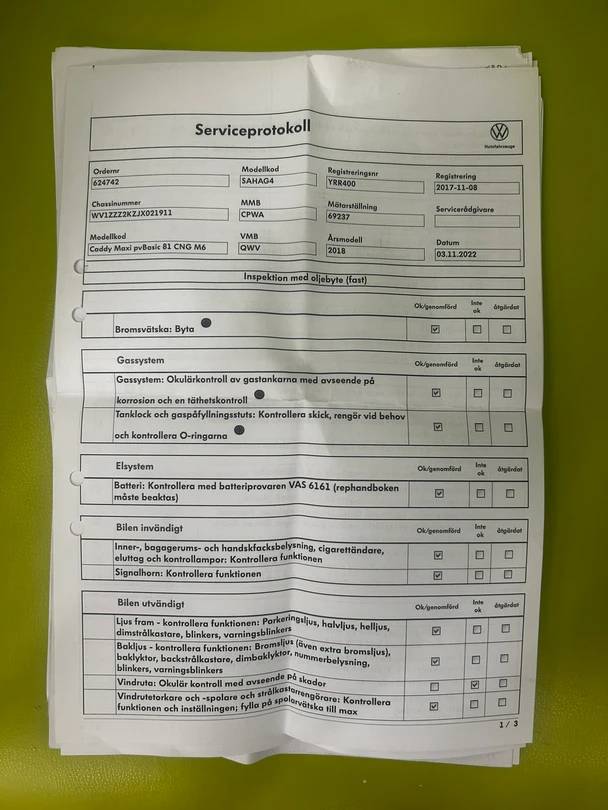 Serviceprotokoll
Nutzfahrzeuge
Ordernr Modellkod Registreringsnr Registrering
624742 SAHAG4 YRR400 2017-11-08
Chassinummer MMB Mätarställning Servicerådgivare
WV1ZZZ2KZJX021911 CPWA 69237
Modellkod VMB Årsmodell Datum
Caddy Maxi pvBasic 81 CNG M6 QWV 2018 03.11.2022
Inspektion med oljebyte (fast)
Ok/genomförd Inte ok åtgärdat
Bromsvätska: Byta
Gassystem Ok/genomförd Inte ok åtgärdat
Gassystem: Okulärkontroll av gastankarna med avseende på
korrosion och en täthetskontroll
Tanklock och gaspåfyllningsstuts: Kontrollera skick, rengör vid behov
och kontrollera O-ringarna
Elsystem Ok/genomförd Inte ok åtgärdat
Batteri: Kontrollera med batteriprovaren VAS 6161 (rephandboken
måste beaktas)
Bilen invändigt Ok/genomförd Inte ok åtgärdat
Inner-, bagagerums- och handskfacksbelysning, cigarettändare,
eluttag och kontrollampor: Kontrollera funktionen
Signalhorn: Kontrollera funktionen
Bilen utvändigt Ok/genomförd Inte ok åtgärdat
Ljus fram - kontrollera funktionen: Parkeringsljus, halvljus, helljus,
dimstrålkastare, blinkers, varningsblinkers
Bakljus - kontrollera funktionen: Bromsljus (även extra bromsljus),
baklyktor, backstrålkastare, dimbaklyktor, nummerbelysning,
blinkers, varningsblinkers
Vindruta: Okulär kontroll med avseende på skador
Vindrutetorkare och -spolare och strålkastarrengörare: Kontrollera
funktionen och inställningen; fylla på spolarvätska till max
1 / 3